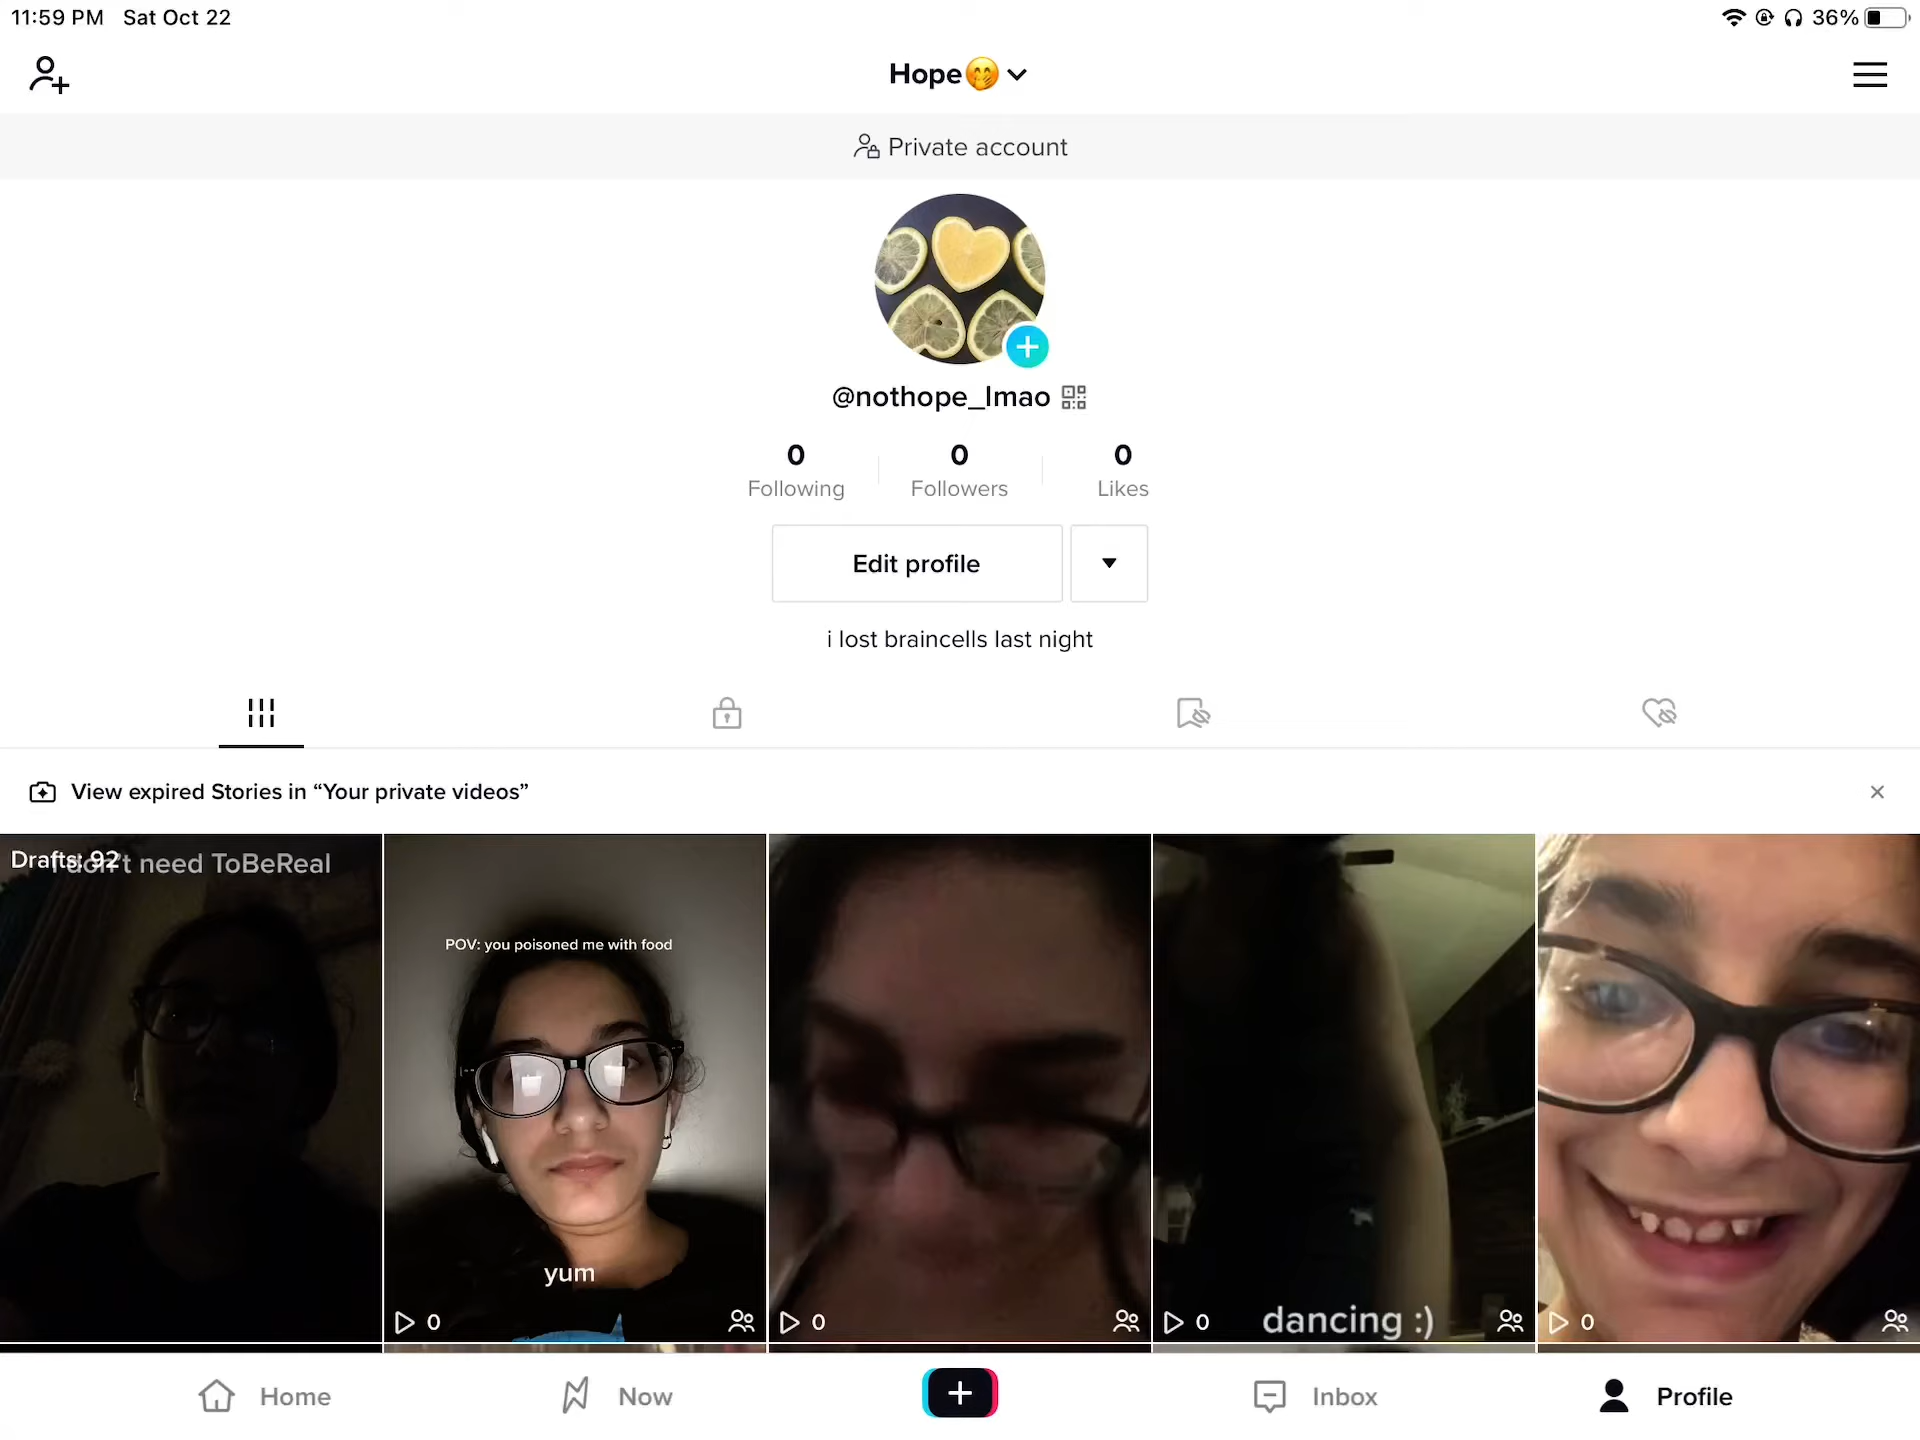 11:59 PM Sat Oct 22
36%
Hope🤭
Private account
@nothope_lmao
0 0 0
Following Followers Likes
Edit profile
i lost braincells last night
View expired Stories in “Your private videos”
Drafts: 92
I don't need ToBeReal
POV: you poisoned me with food
yum
0
0
dancing :)
0
0
Home Now Inbox Profile